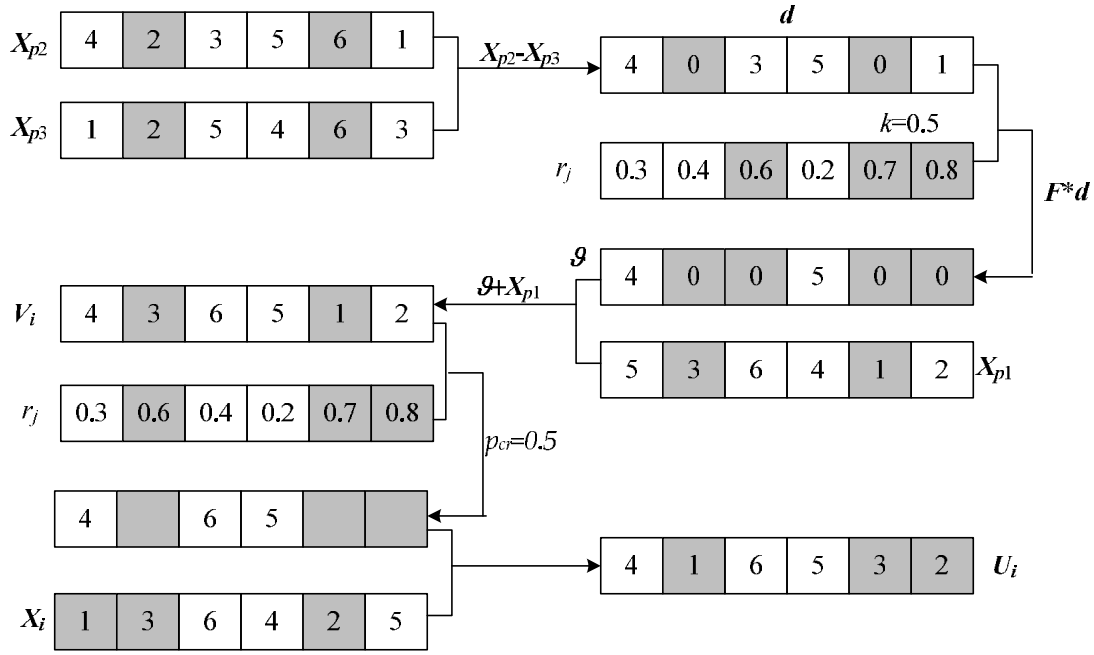 d
X_p2 4 2 3 5 6 1
X_p2-X_p3
4 0 3 5 0 1
X_p3 1 2 5 4 6 3
k=0.5
r_j 0.3 0.4 0.6 0.2 0.7 0.8
F*d
ϑ 4 0 0 5 0 0
ϑ+X_p1
V_i 4 3 6 5 1 2
5 3 6 4 1 2 X_p1
r_j 0.3 0.6 0.4 0.2 0.7 0.8
p_cr=0.5
4 6 5
4 1 6 5 3 2 U_i
X_i 1 3 6 4 2 5